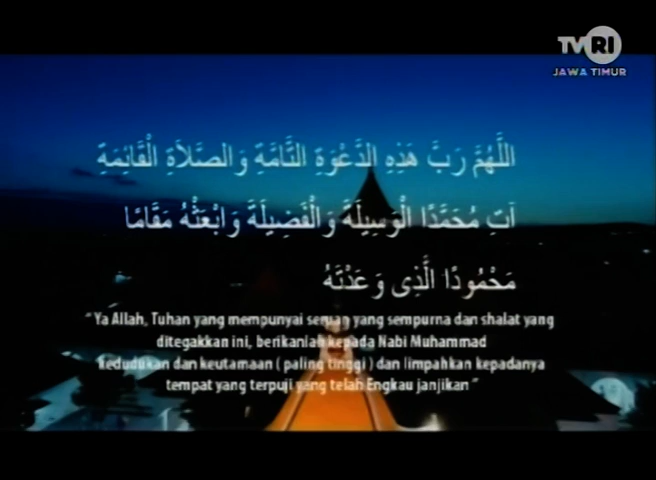 TVRI
JAWA TIMUR
اللَّهُمَّ رَبَّ هَذِهِ الدَّعْوَةِ التَّامَّةِ وَالصَّلَاةِ الْقَائِمَةِ
آتِ مُحَمَّدًا الْوَسِيلَةَ وَالْفَضِيلَةَ وَابْعَثْهُ مَقَامًا
مَحْمُودًا الَّذِى وَعَدْتَهُ
" Ya Allah, Tuhan yang mempunyai seruan yang sempurna dan shalat yang
ditegakkan ini, berikanlah kepada Nabi Muhammad
kedudukan dan keutamaan ( paling tinggi ) dan limpahkan kepadanya
tempat yang terpuji yang telah Engkau janjikan "